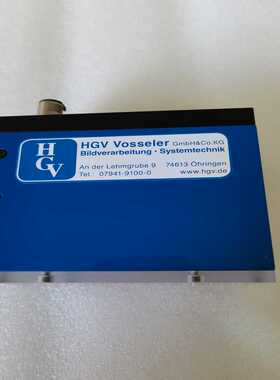 HGV
HGV Vosseler GmbH&Co.KG
Bildverarbeitung • Systemtechnik
An der Lehmgrube 9 74613 Öhringen
Tel.: 07941-9100-0 www.hgv.de